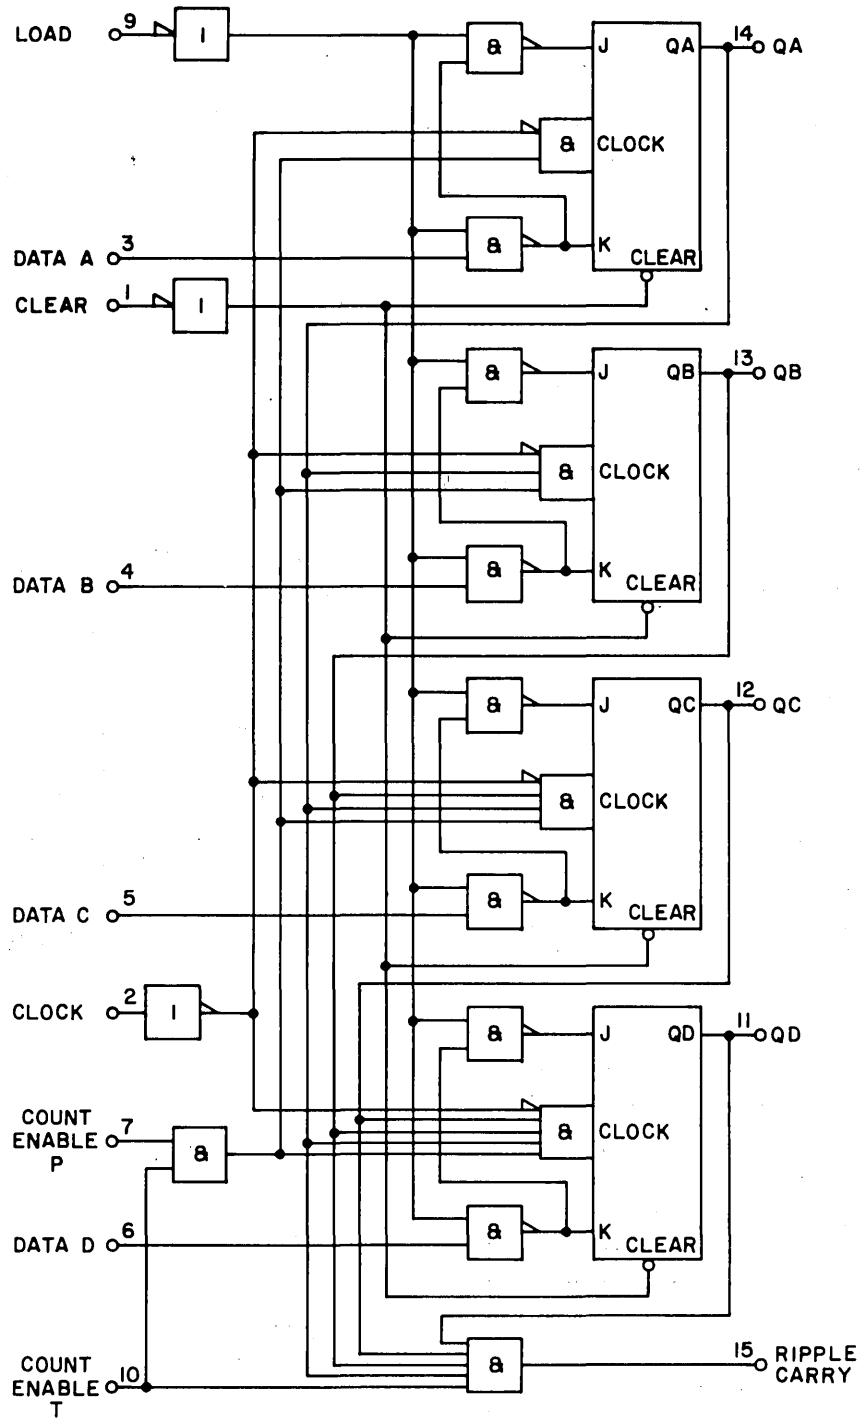 LOAD 9 1 & J QA 14 QA
& CLOCK
DATA A 3 & K
CLEAR
CLEAR 1 1
& J QB 13 QB
& CLOCK
DATA B 4 & K
CLEAR
& J QC 12 QC
& CLOCK
DATA C 5 & K
CLEAR
CLOCK 2 1
& J QD 11 QD
COUNT
ENABLE 7
P
&
& CLOCK
DATA D 6 & K
CLEAR
COUNT
ENABLE 10
T
& 15 RIPPLE
CARRY